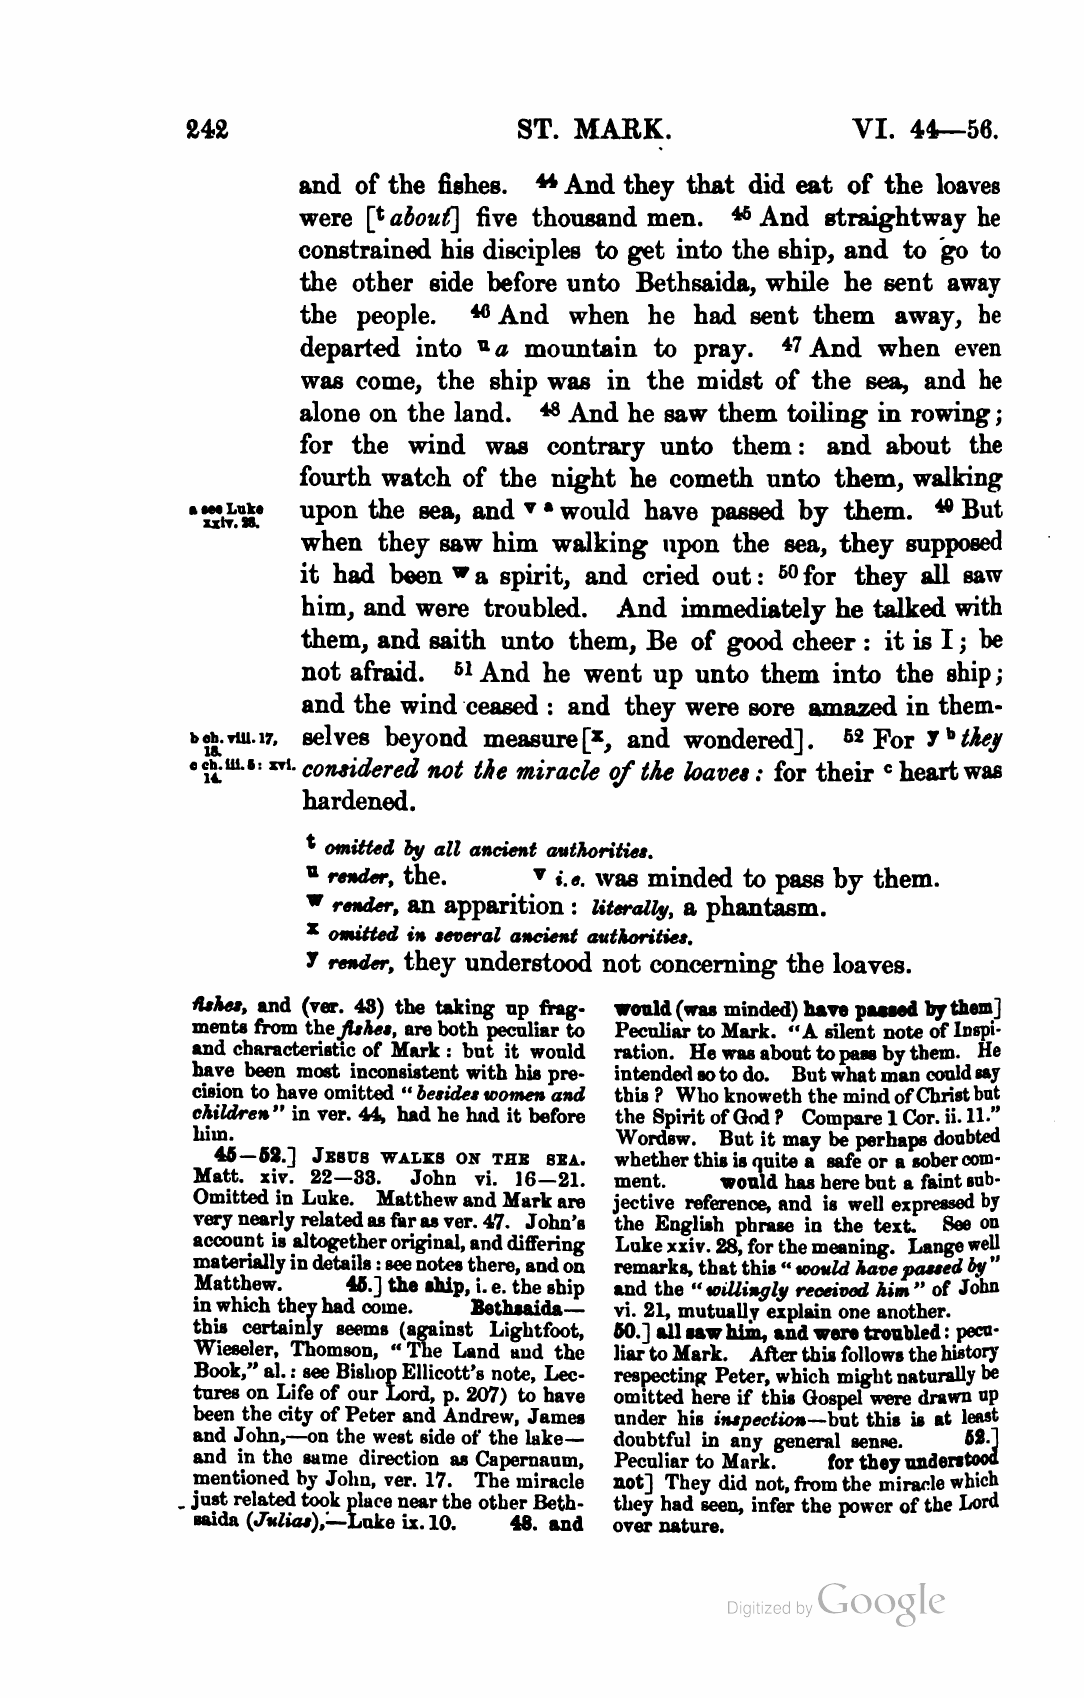 242 ST. MARK. VI. 44—56.
and of the fishes. 44 And they that did eat of the loaves
were [t about] five thousand men. 45 And straightway he
constrained his disciples to get into the ship, and to go to
the other side before unto Bethsaida, while he sent away
the people. 46 And when he had sent them away, he
departed into u a mountain to pray. 47 And when even
was come, the ship was in the midst of the sea, and he
alone on the land. 48 And he saw them toiling in rowing;
for the wind was contrary unto them: and about the
fourth watch of the night he cometh unto them, walking
a see Luke
xxiv. 28.
upon the sea, and v a would have passed by them. 49 But
when they saw him walking upon the sea, they supposed
it had been w a spirit, and cried out: 50 for they all saw
him, and were troubled. And immediately he talked with
them, and saith unto them, Be of good cheer: it is I; be
not afraid. 51 And he went up unto them into the ship;
and the wind ceased: and they were sore amazed in them-
b ch. viii. 17,
18.
selves beyond measure [x, and wondered]. 52 For y b they
c ch. iii. 5: xvi.
14.
considered not the miracle of the loaves: for their c heart was
hardened.
t omitted by all ancient authorities.
u render, the. v i.e. was minded to pass by them.
w render, an apparition: literally, a phantasm.
x omitted in several ancient authorities.
y render, they understood not concerning the loaves.
fishes, and (ver. 43) the taking up frag-
ments from the fishes, are both peculiar to
and characteristic of Mark: but it would
have been most inconsistent with his pre-
cision to have omitted "besides women and
children" in ver. 44, had he had it before
him.
45—52.] JESUS WALKS ON THE SEA.
Matt. xiv. 22—33. John vi. 16—21.
Omitted in Luke. Matthew and Mark are
very nearly related as far as ver. 47. John's
account is altogether original, and differing
materially in details: see notes there, and on
Matthew. 45.] the ship, i. e. the ship
in which they had come. Bethsaida—
this certainly seems (against Lightfoot,
Wieseler, Thomson, "The Land and the
Book," al.: see Bishop Ellicott's note, Lec-
tures on Life of our Lord, p. 207) to have
been the city of Peter and Andrew, James
and John,—on the west side of the lake—
and in the same direction as Capernaum,
mentioned by John, ver. 17. The miracle
just related took place near the other Beth-
saida (Julias),—Luke ix. 10. 48. and
would (was minded) have passed by them]
Peculiar to Mark. "A silent note of Inspi-
ration. He was about to pass by them. He
intended so to do. But what man could say
this? Who knoweth the mind of Christ but
the Spirit of God? Compare 1 Cor. ii. 11."
Wordsw. But it may be perhaps doubted
whether this is quite a safe or a sober com-
ment. would has here but a faint sub-
jective reference, and is well expressed by
the English phrase in the text. See on
Luke xxiv. 28, for the meaning. Lange well
remarks, that this "would have passed by"
and the "willingly received him" of John
vi. 21, mutually explain one another.
50.] all saw him, and were troubled: pecu-
liar to Mark. After this follows the history
respecting Peter, which might naturally be
omitted here if this Gospel were drawn up
under his inspection—but this is at least
doubtful in any general sense. 52.]
Peculiar to Mark. for they understood
not] They did not, from the miracle which
they had seen, infer the power of the Lord
over nature.
Digitized by Google